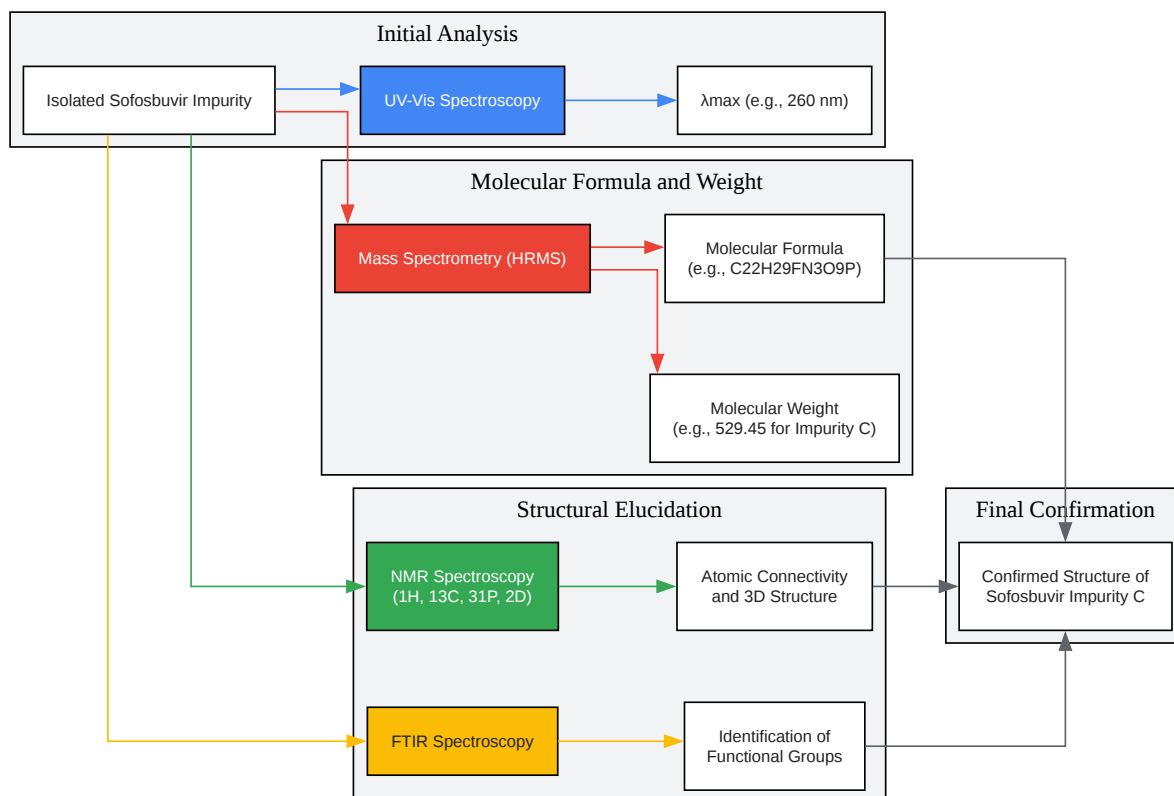 Initial Analysis
Isolated Sofosbuvir Impurity
UV-Vis Spectroscopy
λmax (e.g., 260 nm)
Molecular Formula and Weight
Mass Spectrometry (HRMS)
Molecular Formula
(e.g., C22H29FN3O9P)
Molecular Weight
(e.g., 529.45 for Impurity C)
Structural Elucidation
NMR Spectroscopy
(1H, 13C, 31P, 2D)
Atomic Connectivity
and 3D Structure
FTIR Spectroscopy
Identification of
Functional Groups
Final Confirmation
Confirmed Structure of
Sofosbuvir Impurity C